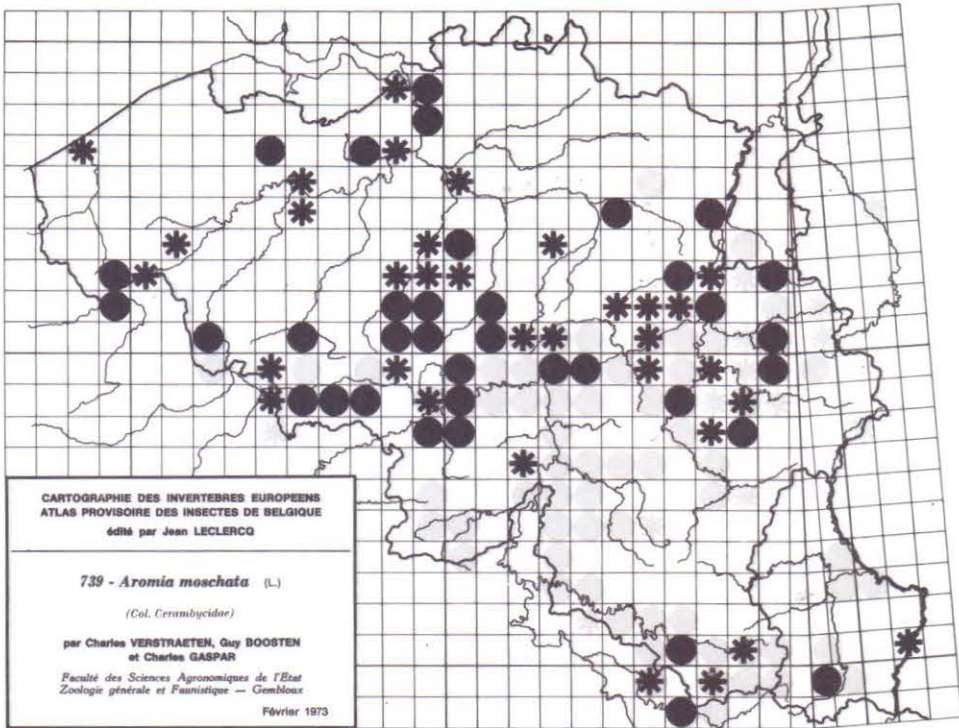 CARTOGRAPHIE DES INVERTEBRES EUROPEENS
ATLAS PROVISOIRE DES INSECTES DE BELGIQUE
édité par Jean LECLERCQ
739 - Aromia moschata (L.)
(Col. Cerambycidae)
par Charles VERSTRAETEN, Guy BOOSTEN
et Charles GASPAR
Faculté des Sciences Agronomiques de l'Etat
Zoologie générale et Faunistique — Gembloux
Février 1973